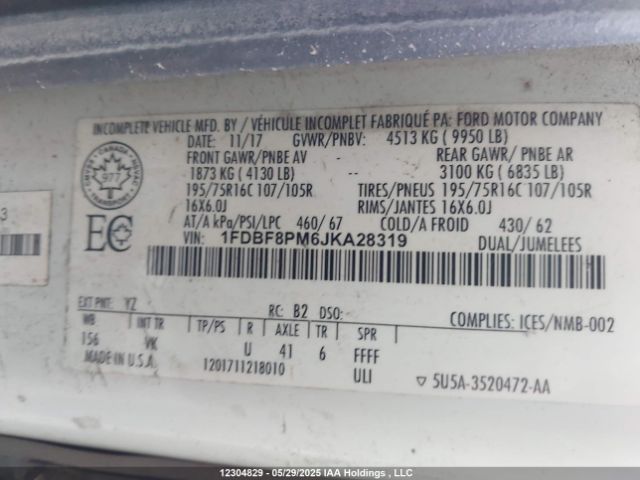 INCOMPLETE VEHICLE MFD. BY / VÉHICULE INCOMPLET FABRIQUÉ PA: FORD MOTOR COMPANY
DATE: 11/17 GVWR/PNBV: 4513 KG ( 9950 LB)
FRONT GAWR/PNBE AV - REAR GAWR/ PNBE AR
1873 KG ( 4130 LB) -- 3100 KG ( 6835 LB)
195/75R16C 107/105R TIRES/PNEUS 195/75R16C 107/105R
16X6.0J RIMS/JANTES 16X6.0J
AT/A kPa/PSI/LPC 460/ 67 COLD/A FROID 430/ 62
VIN: 1FDBF8PM6JKA28319 DUAL/JUMELEES
CANADA
977
EC
3
EXT PNT: YZ RC: B2 DSO: COMPLIES: ICES/NMB-002
WB INT TR TP/PS R AXLE TR SPR
156 VK U 41 6 FFFF
MADE IN U.S.A. 1201711218010 ULI 5U5A-3520472-AA
12304829 - 05/29/2025 IAA Holdings , LLC